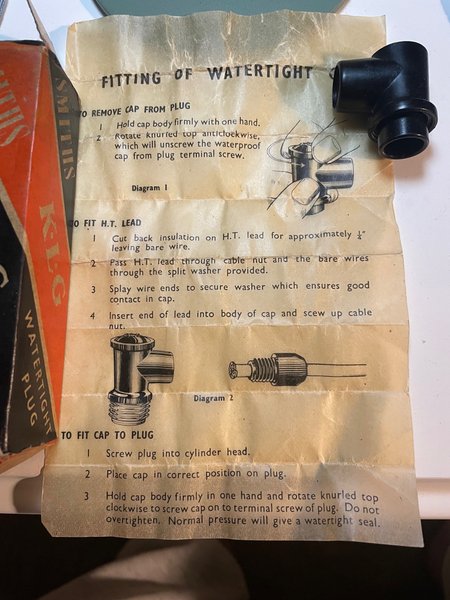 FITTING OF WATERTIGHT
TO REMOVE CAP FROM PLUG
1 Hold cap body firmly with one hand.
2 Rotate knurled top anticlockwise,
which will unscrew the waterproof
cap from plug terminal screw.
Diagram 1
TO FIT H.T. LEAD
1 Cut back insulation on H.T. lead for approximately ¼"
leaving bare wire.
2 Pass H.T. lead through cable nut and the bare wires
through the split washer provided.
3 Splay wire ends to secure washer which ensures good
contact in cap.
4 Insert end of lead into body of cap and scew up cable
nut.
Diagram 2
TO FIT CAP TO PLUG
1 Screw plug into cylinder head.
2 Place cap in correct position on plug.
3 Hold cap body firmly in one hand and rotate knurled top
clockwise to screw cap on to terminal screw of plug. Do not
overtighten. Normal pressure will give a watertight seal.
SMITHS
KLG
WATERTIGHT
PLUG